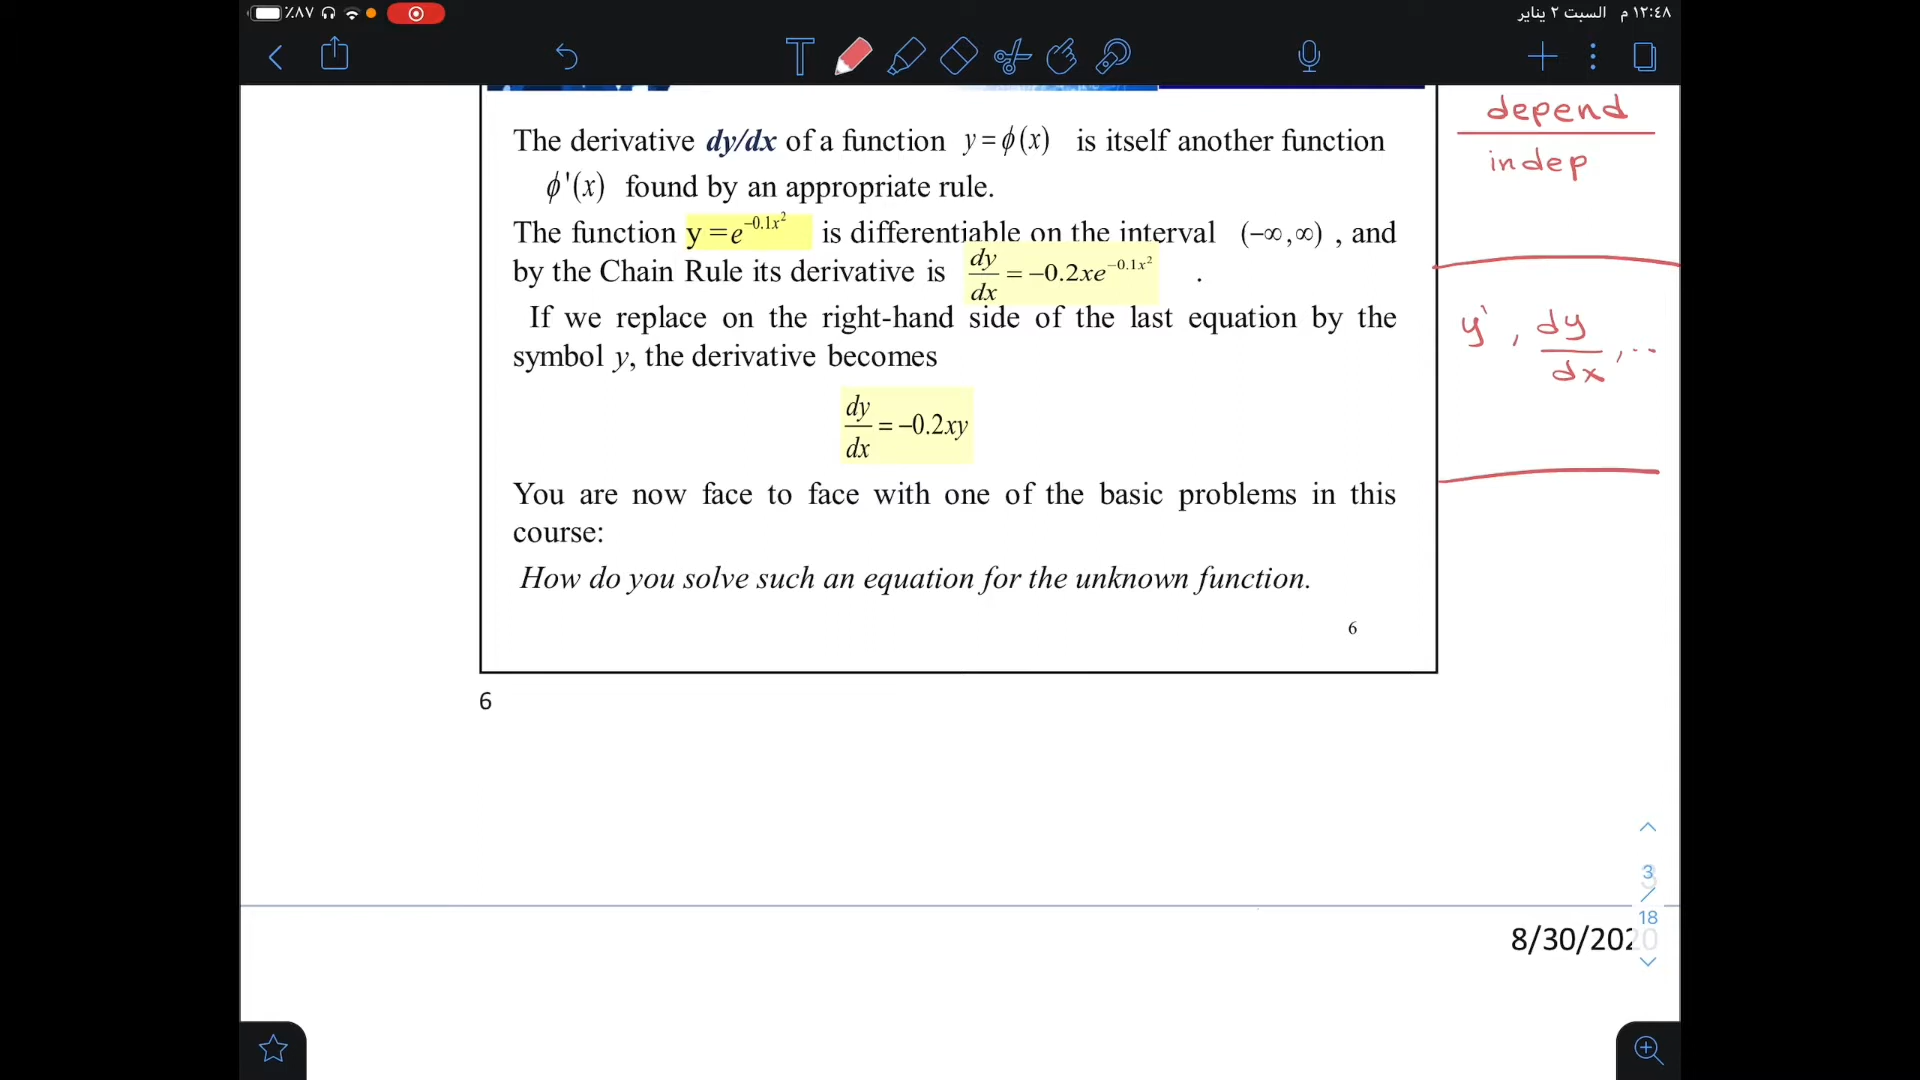 ٪٨٧
١٢:٤٨ م السبت ٢ يناير
depend
indep
The derivative dy/dx of a function y = ϕ(x) is itself another function
ϕ'(x) found by an appropriate rule.
The function y = e^{-0.1x^2} is differentiable on the interval (−∞,∞) , and
by the Chain Rule its derivative is dy/dx = −0.2xe^{-0.1x^2} .
If we replace on the right-hand side of the last equation by the
symbol y, the derivative becomes
dy/dx = −0.2xy
You are now face to face with one of the basic problems in this
course:
How do you solve such an equation for the unknown function.
6
y' , dy/dx , ..
6
3
/
18
8/30/2020